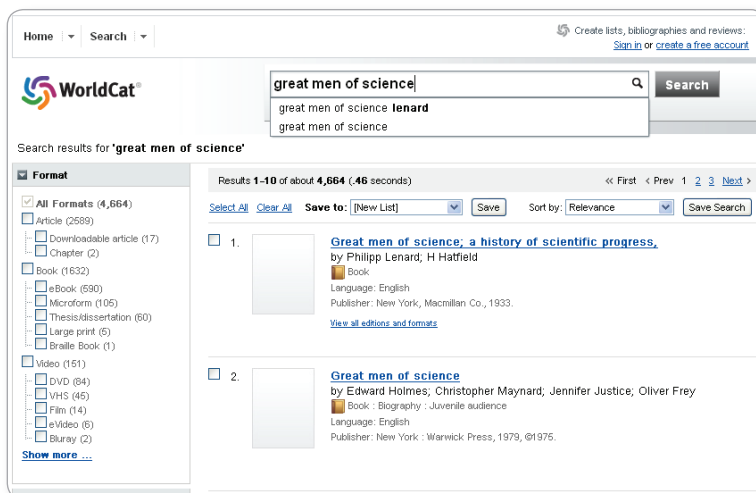 Home Search
Create lists, bibliographies and reviews:
Sign in or create a free account
WorldCat®
great men of science
Search
great men of science lenard
great men of science
Search results for 'great men of science'
Format
All Formats (4,664)
Article (2589)
Downloadable article (17)
Chapter (2)
Book (1632)
eBook (590)
Microform (105)
Thesis/dissertation (60)
Large print (5)
Braille Book (1)
Video (151)
DVD (84)
VHS (45)
Film (14)
eVideo (6)
Bluray (2)
Show more ...
Results 1-10 of about 4,664 (.46 seconds)
<< First < Prev 1 2 3 Next >
Select All Clear All Save to: [New List] Save Sort by: Relevance Save Search
1. Great men of science; a history of scientific progress,
by Philipp Lenard; H Hatfield
Book
Language: English
Publisher: New York, Macmillan Co., 1933.
View all editions and formats
2. Great men of science
by Edward Holmes; Christopher Maynard; Jennifer Justice; Oliver Frey
Book : Biography : Juvenile audience
Language: English
Publisher: New York : Warwick Press, 1979, ©1975.